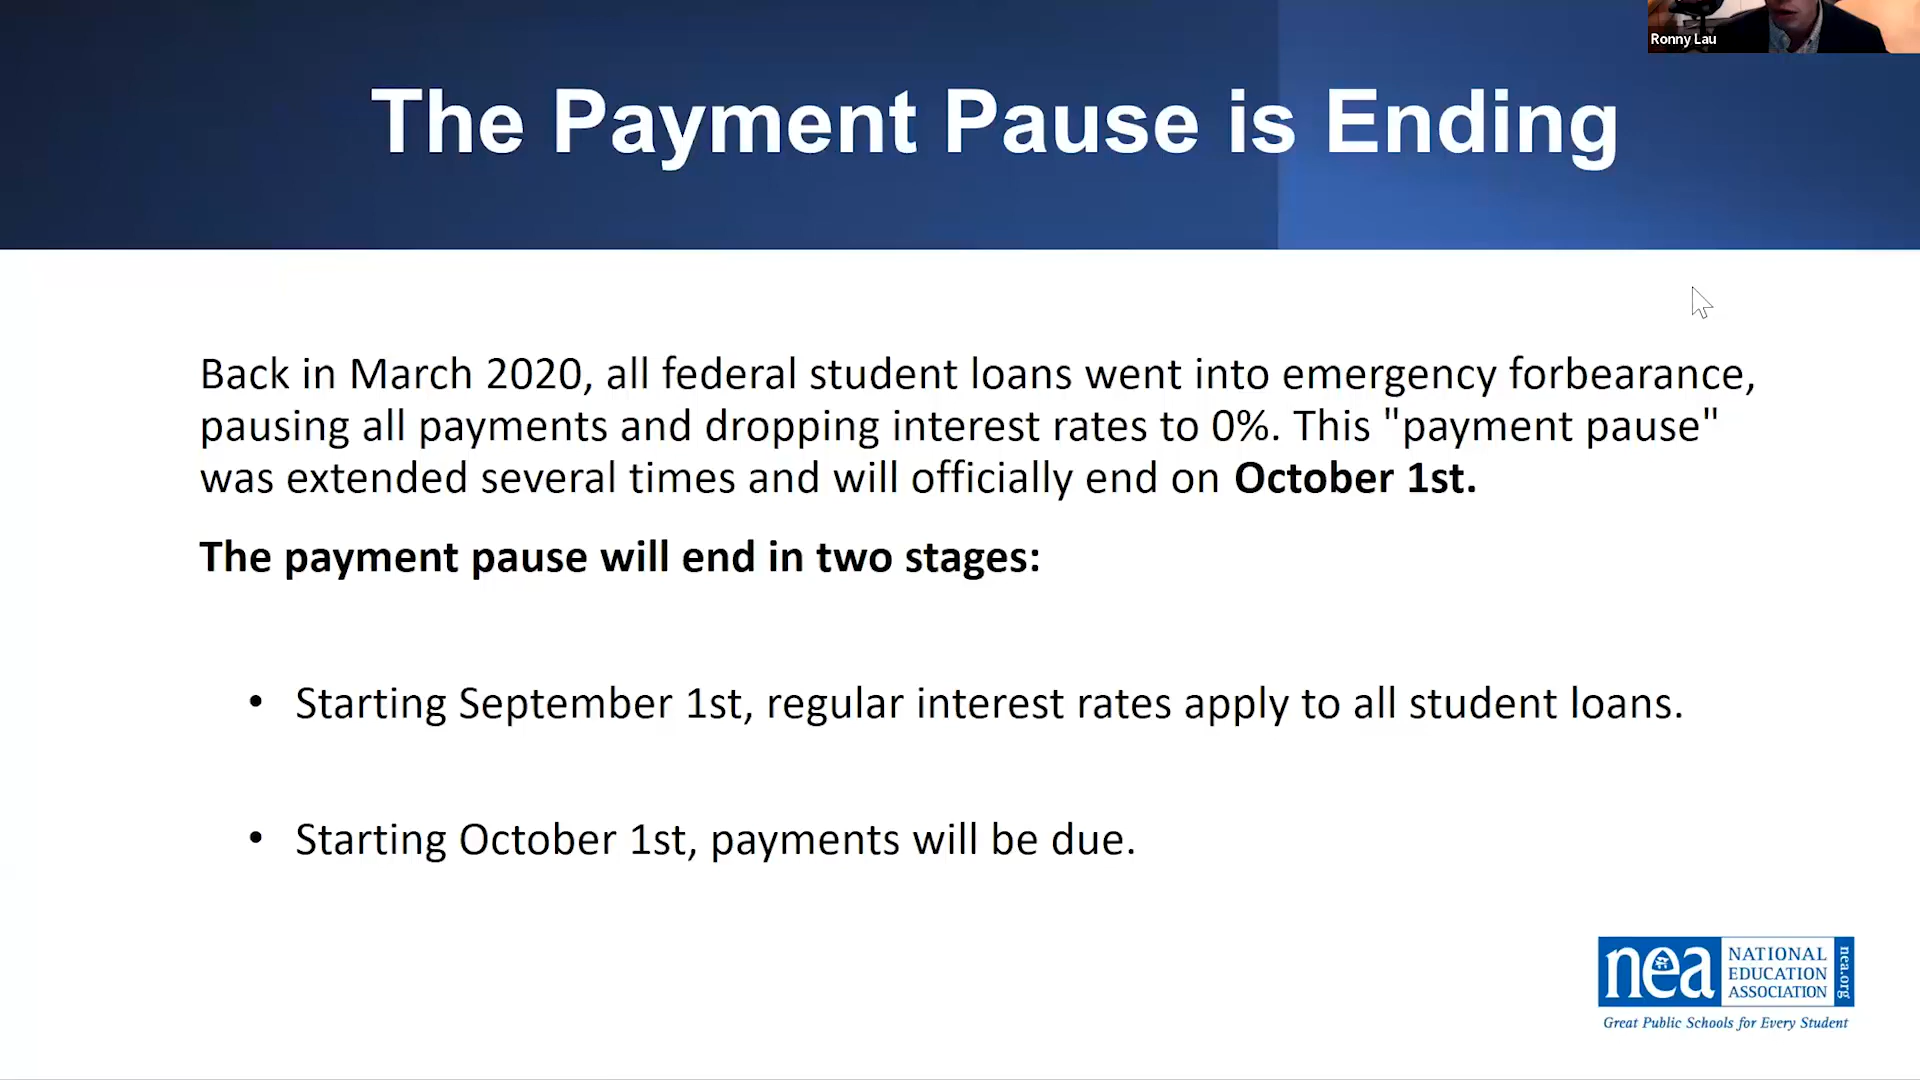 Ronny Lau
The Payment Pause is Ending
Back in March 2020, all federal student loans went into emergency forbearance,
pausing all payments and dropping interest rates to 0%. This "payment pause"
was extended several times and will officially end on October 1st.
The payment pause will end in two stages:
• Starting September 1st, regular interest rates apply to all student loans.
• Starting October 1st, payments will be due.
nea
NATIONAL
EDUCATION
ASSOCIATION
nea.org
Great Public Schools for Every Student